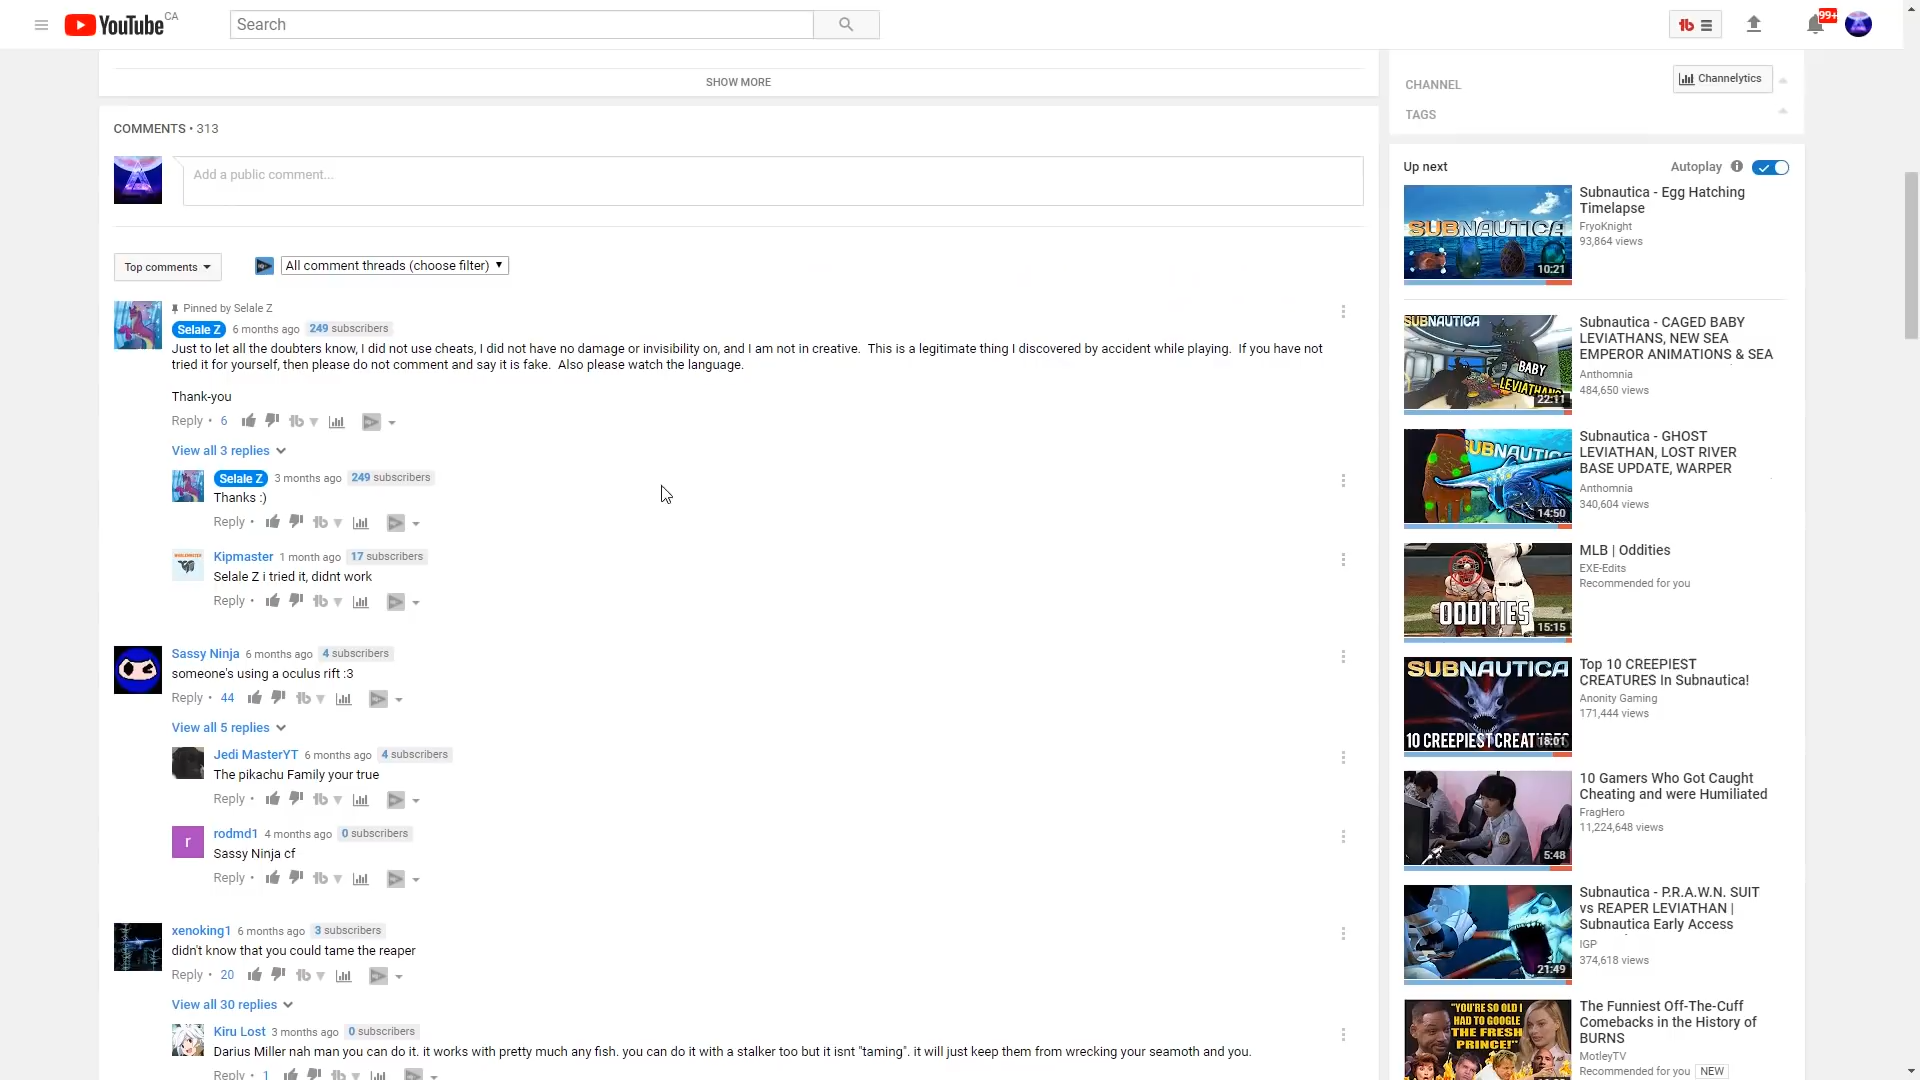 YouTube CA
Search
99+
SHOW MORE
COMMENTS • 313
Add a public comment...
Top comments
All comment threads (choose filter)
Pinned by Selale Z
Selale Z 6 months ago 249 subscribers
Just to let all the doubters know, I did not use cheats, I did not have no damage or invisibility on, and I am not in creative. This is a legitimate thing I discovered by accident while playing. If you have not
tried it for yourself, then please do not comment and say it is fake. Also please watch the language.
Thank-you
Reply • 6
View all 3 replies
Selale Z 3 months ago 249 subscribers
Thanks :)
Reply •
Kipmaster 1 month ago 17 subscribers
Selale Z i tried it, didnt work
Reply •
Sassy Ninja 6 months ago 4 subscribers
someone's using a oculus rift :3
Reply • 44
View all 5 replies
Jedi MasterYT 6 months ago 4 subscribers
The pikachu Family your true
Reply •
r
rodmd1 4 months ago 0 subscribers
Sassy Ninja cf
Reply •
xenoking1 6 months ago 3 subscribers
didn't know that you could tame the reaper
Reply • 20
View all 30 replies
Kiru Lost 3 months ago 0 subscribers
Darius Miller nah man you can do it. it works with pretty much any fish. you can do it with a stalker too but it isnt "taming". it will just keep them from wrecking your seamoth and you.
Reply • 1
CHANNEL
Channelytics
TAGS
Up next
Autoplay
SUBNAUTICA
10:21
Subnautica - Egg Hatching
Timelapse
FryoKnight
93,864 views
SUBNAUTICA
BABY
LEVIATHANS
22:11
Subnautica - CAGED BABY
LEVIATHANS, NEW SEA
EMPEROR ANIMATIONS & SEA
Anthomnia
484,650 views
SUBNAUTICA
14:50
Subnautica - GHOST
LEVIATHAN, LOST RIVER
BASE UPDATE, WARPER
Anthomnia
340,604 views
ODDITIES
15:15
MLB | Oddities
EXE-Edits
Recommended for you
SUBNAUTICA
10 CREEPIEST CREATURES
18:01
Top 10 CREEPIEST
CREATURES In Subnautica!
Anonity Gaming
171,444 views
5:48
10 Gamers Who Got Caught
Cheating and were Humiliated
FragHero
11,224,648 views
21:49
Subnautica - P.R.A.W.N. SUIT
vs REAPER LEVIATHAN |
Subnautica Early Access
IGP
374,618 views
"YOU'RE SO OLD I
HAD TO GOOGLE
THE FRESH
PRINCE!"
The Funniest Off-The-Cuff
Comebacks in the History of
BURNS
MotleyTV
Recommended for you NEW